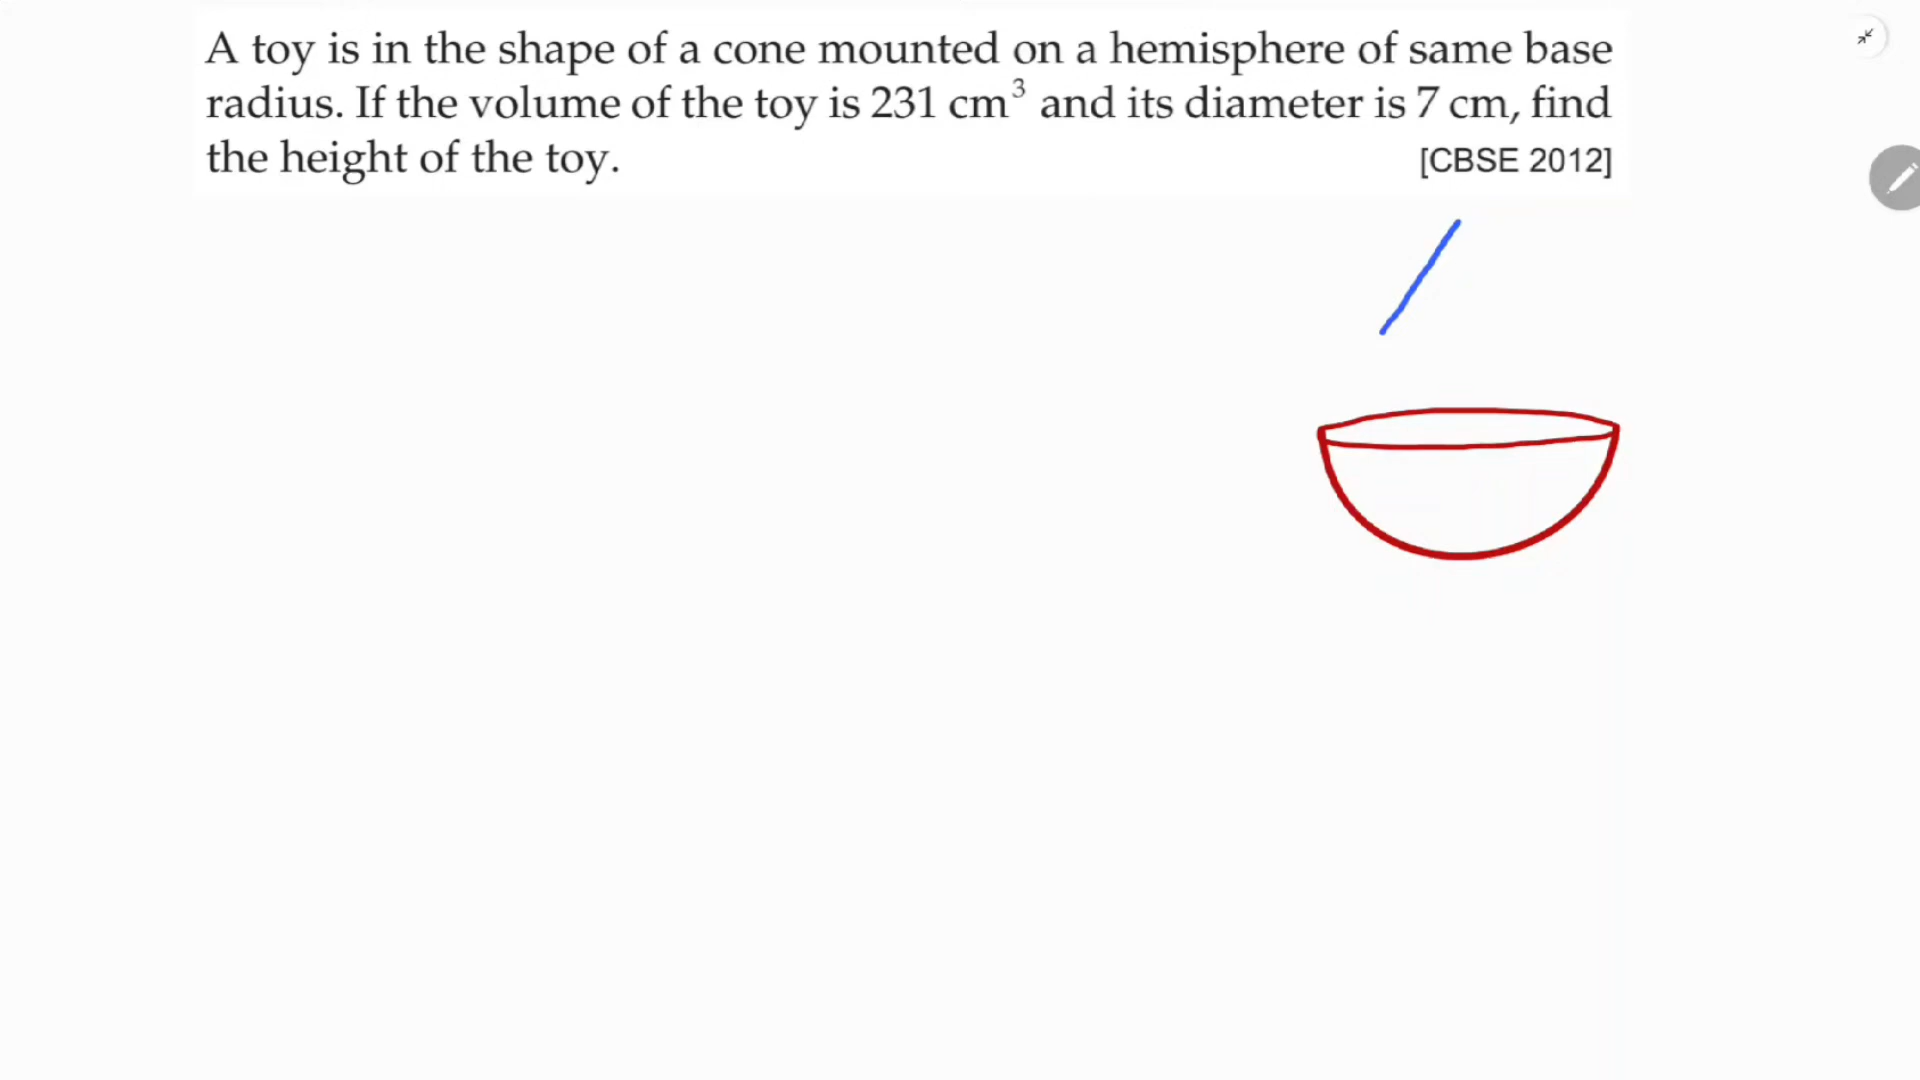 A toy is in the shape of a cone mounted on a hemisphere of same base
radius. If the volume of the toy is 231 cm³ and its diameter is 7 cm, find
the height of the toy. [CBSE 2012]